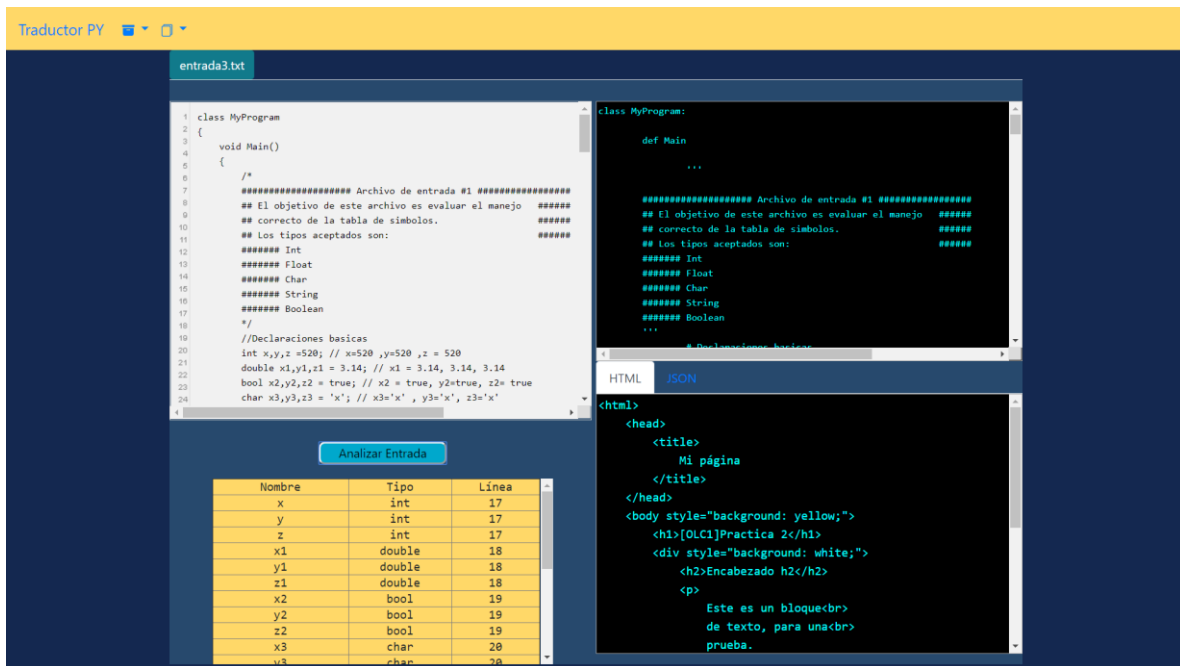 Traductor PY
entrada3.txt
1 class MyProgram
2 {
3 void Main()
4
5 {
6 /*
7 #################### Archivo de entrada #1 #################
8 ## El objetivo de este archivo es evaluar el manejo ######
9 ## correcto de la tabla de simbolos. ######
10
11 ## Los tipos aceptados son: ######
12 ####### Int
13 ####### Float
14 ####### Char
15 ####### String
16 ####### Boolean
17
18 */
19 //Declaraciones basicas
20 int x,y,z =520; // x=520 ,y=520 ,z = 520
21 double x1,y1,z1 = 3.14; // x1 = 3.14, 3.14, 3.14
22
23 bool x2,y2,z2 = true; // x2 = true, y2=true, z2= true
24 char x3,y3,z3 = 'x'; // x3='x' , y3='x', z3='x'
class MyProgram:
def Main
'''
#################### Archivo de entrada #1 #################
## El objetivo de este archivo es evaluar el manejo ######
## correcto de la tabla de simbolos. ######
## Los tipos aceptados son: ######
####### Int
####### Float
####### Char
####### String
####### Boolean
'''
# Declaraciones basicas
Analizar Entrada
Nombre Tipo Línea
x int 17
y int 17
z int 17
x1 double 18
y1 double 18
z1 double 18
x2 bool 19
y2 bool 19
z2 bool 19
x3 char 20
y3 char 20
HTML JSON
<html>
<head>
<title>
Mi página
</title>
</head>
<body style="background: yellow;">
<h1>[OLC1]Practica 2</h1>
<div style="background: white;">
<h2>Encabezado h2</h2>
<p>
Este es un bloque<br>
de texto, para una<br>
prueba.